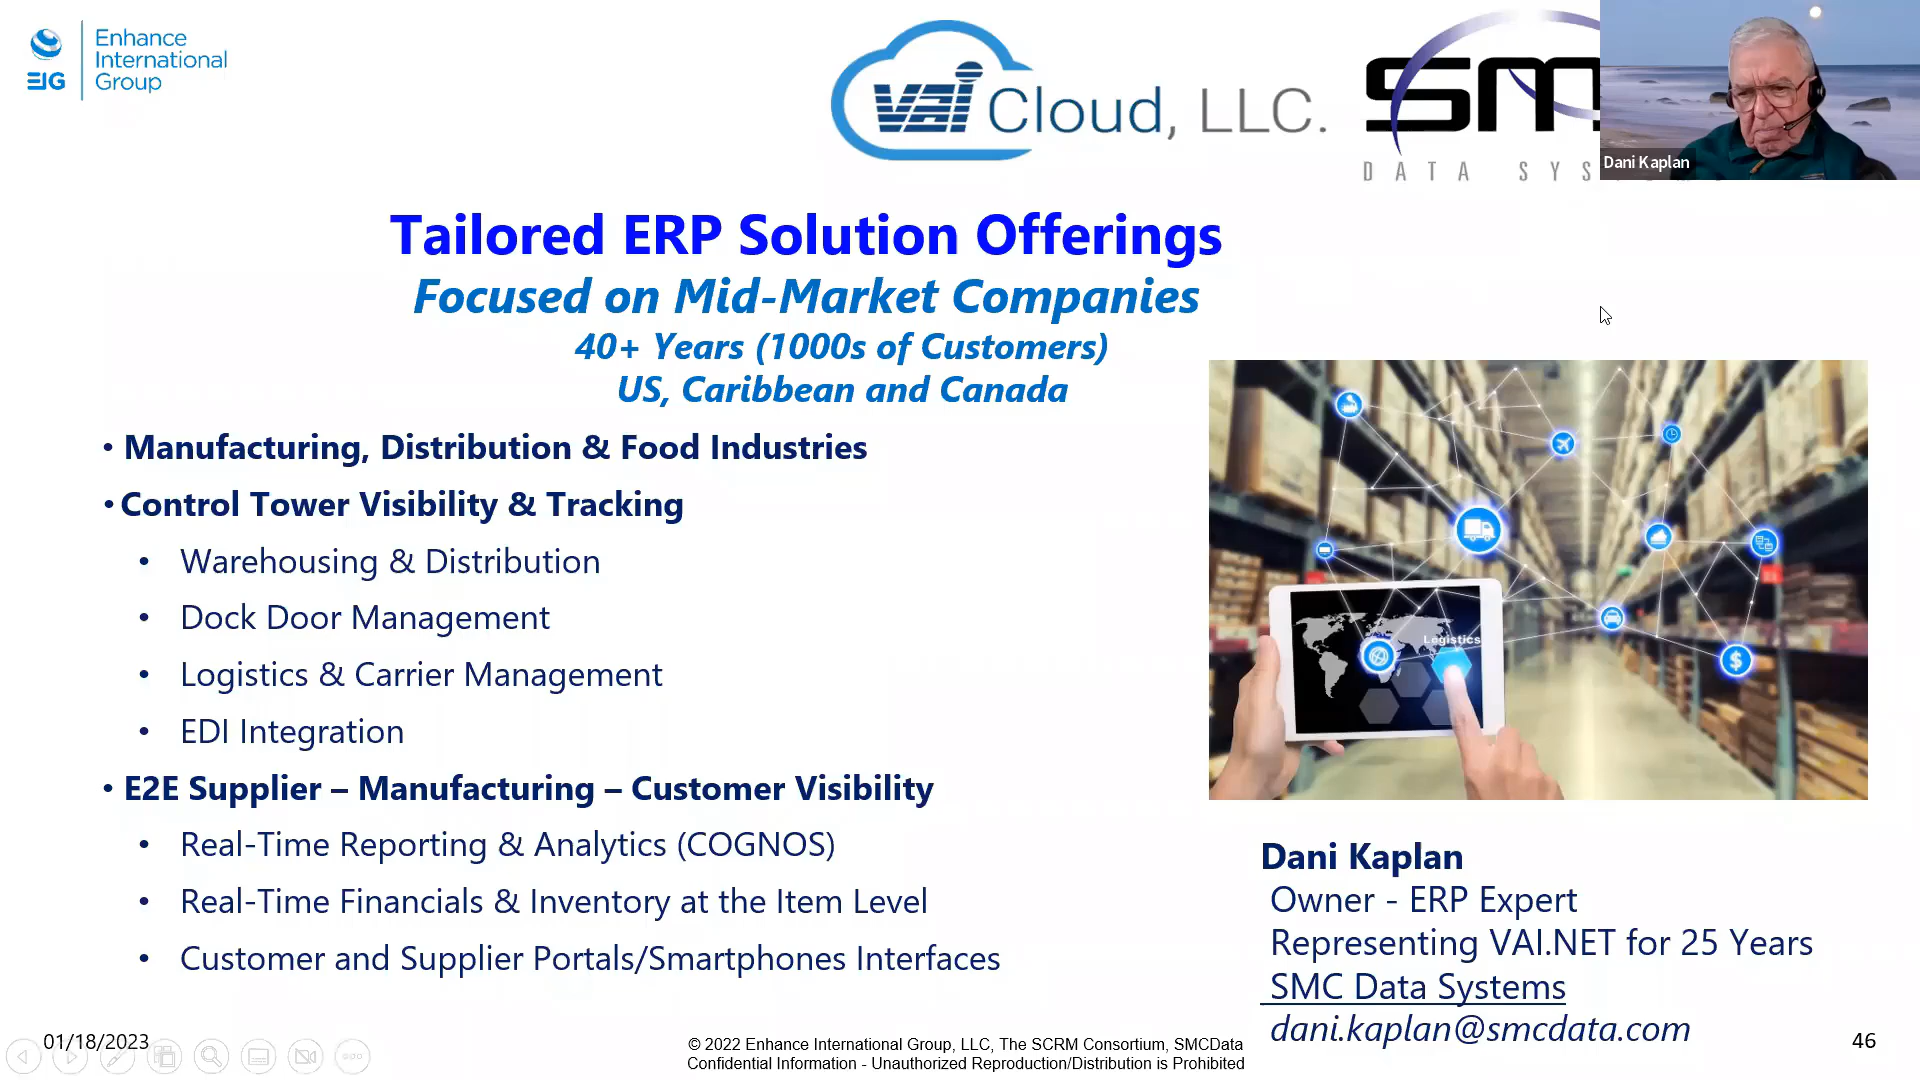 Enhance
International
Group
EIG
vai Cloud, LLC.
SM
DATA SYS
Dani Kaplan
Tailored ERP Solution Offerings
Focused on Mid-Market Companies
40+ Years (1000s of Customers)
US, Caribbean and Canada
• Manufacturing, Distribution & Food Industries
• Control Tower Visibility & Tracking
• Warehousing & Distribution
• Dock Door Management
• Logistics & Carrier Management
• EDI Integration
• E2E Supplier – Manufacturing – Customer Visibility
• Real-Time Reporting & Analytics (COGNOS)
• Real-Time Financials & Inventory at the Item Level
• Customer and Supplier Portals/Smartphones Interfaces
Logistics
$
Dani Kaplan
Owner - ERP Expert
Representing VAI.NET for 25 Years
SMC Data Systems
dani.kaplan@smcdata.com
01/18/2023
© 2022 Enhance International Group, LLC, The SCRM Consortium, SMCData
Confidential Information - Unauthorized Reproduction/Distribution is Prohibited
46